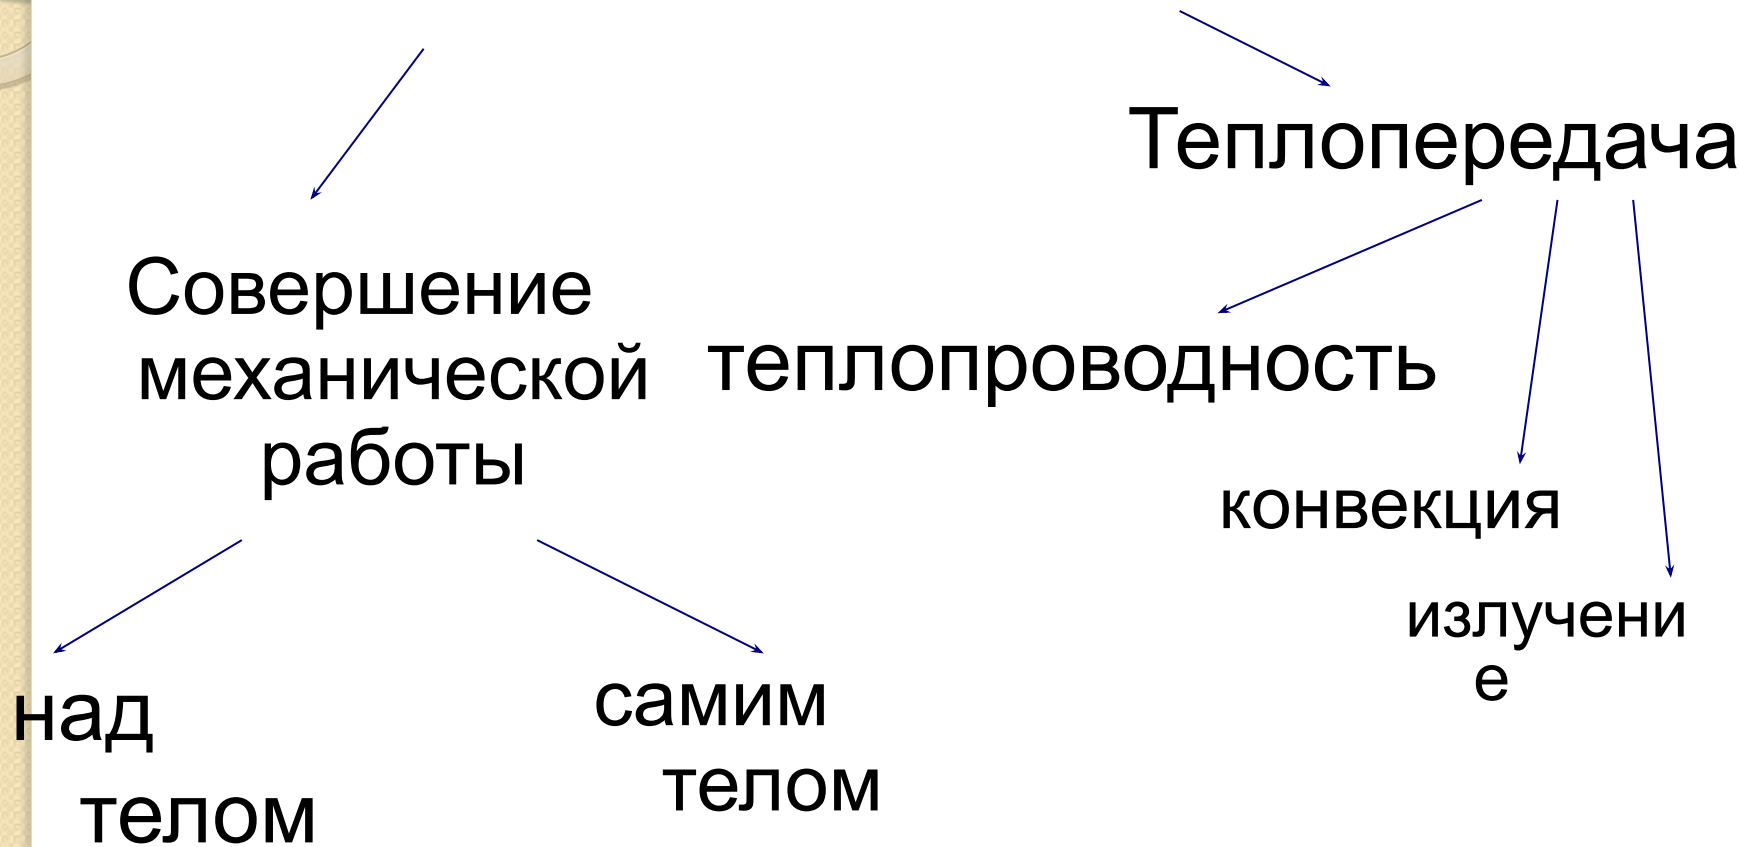 Теплопередача
Совершение
механической
работы
теплопроводность
конвекция
излучени
е
над
телом
самим
телом